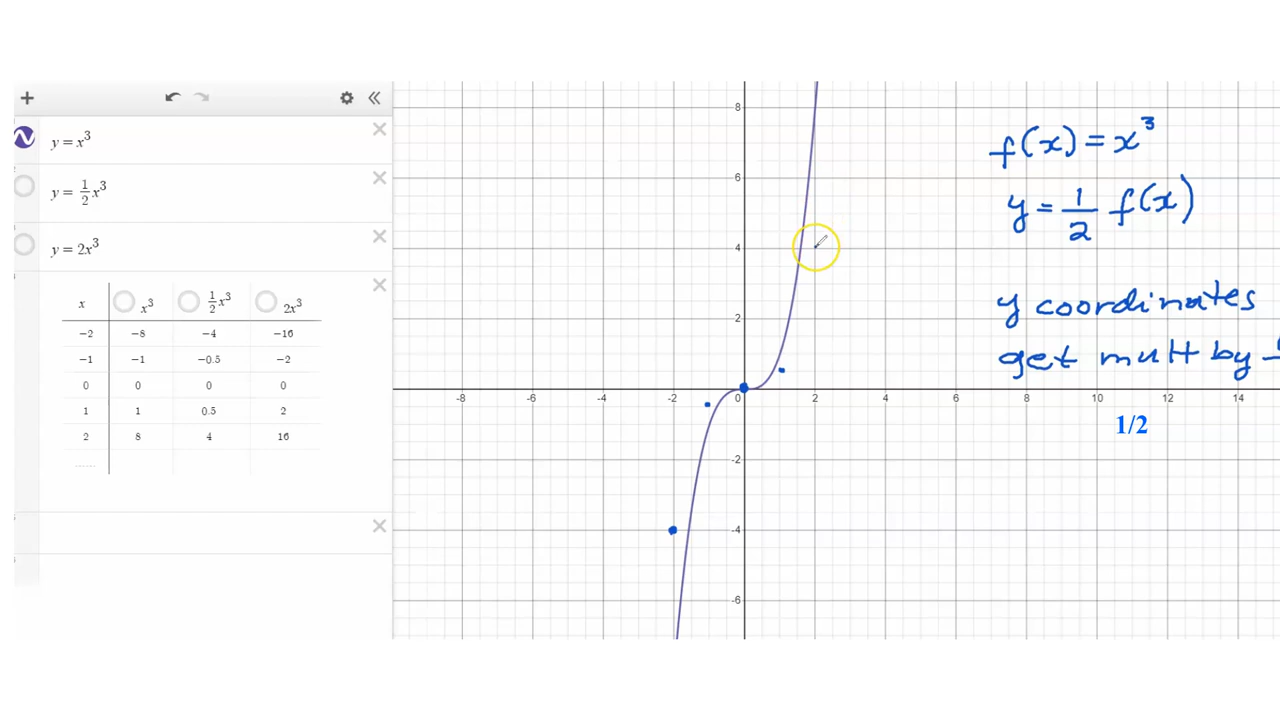 y = x³
y = 1/2 x³
y = 2x³
x x³ 1/2 x³ 2x³
-2 -8 -4 -16
-1 -1 -0.5 -2
0 0 0 0
1 1 0.5 2
2 8 4 16
8
6
4
2
-8 -6 -4 -2 0 2 4 6 8 10 12 14
-2
-4
-6
f(x) = x³
y = 1/2 f(x)
y coordinates
get mult by
1/2